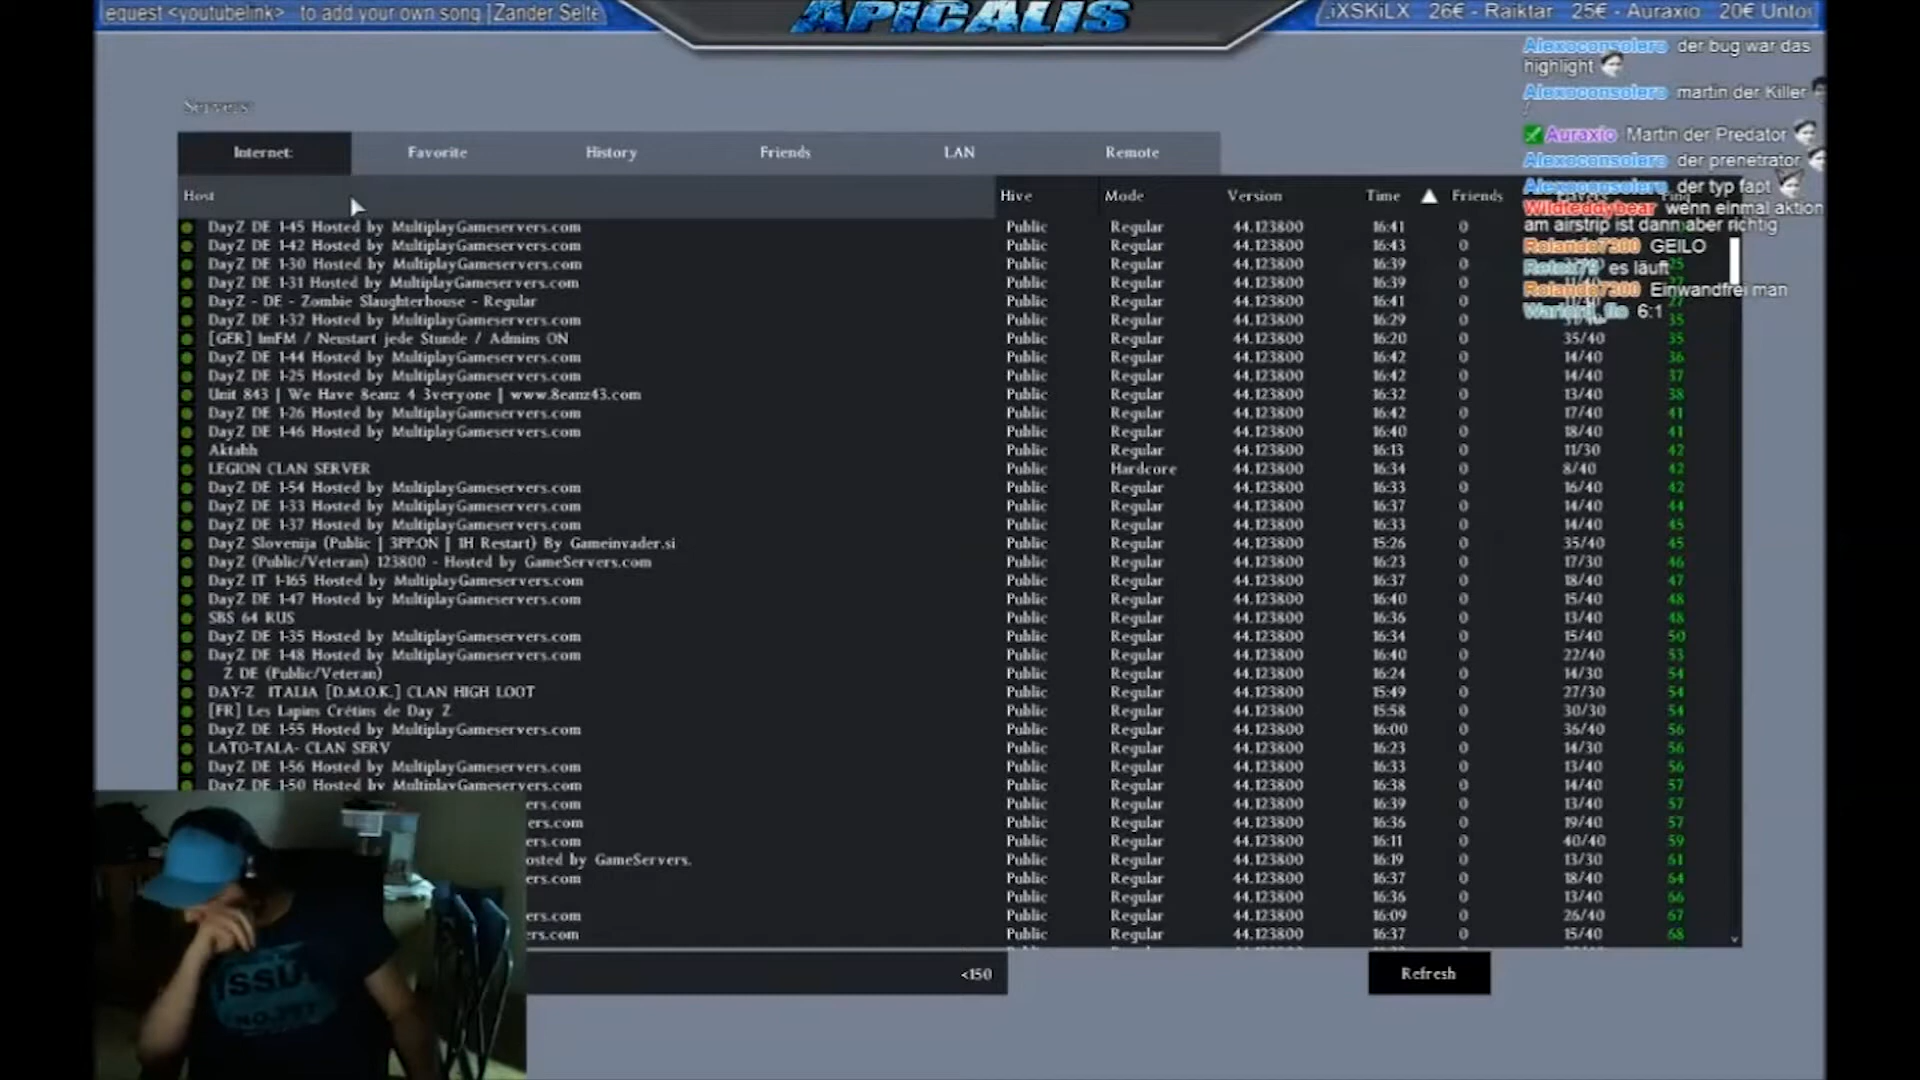 equest <youtubelink> to add your own song |Zander Selte
APICALIS
.iXSKiLX 26€ - Raiktar 25€ - Auraxio 20€ Unto
Alexoconsolero der bug war das
highlight
Alexoconsolero martin der Killer
Auraxio Martin der Predator
Alexoconsolero der prenetrator
Alexoconsolero der typ fapt
Wildteddybear wenn einmal aktion
am airstrip ist dann aber richtig
Rolando7300 GEILO
es läuft
Rolando7300 Einwandfrei man
6:1
Servers:
Internet: Favorite History Friends LAN Remote
Host Hive Mode Version Time Friends
DayZ DE 1-45 Hosted by MultiplayGameservers.com Public Regular 44.123800 16:41 0
DayZ DE 1-42 Hosted by MultiplayGameservers.com Public Regular 44.123800 16:43 0
DayZ DE 1-30 Hosted by MultiplayGameservers.com Public Regular 44.123800 16:39 0 25
DayZ DE 1-31 Hosted by MultiplayGameservers.com Public Regular 44.123800 16:39 0
DayZ - DE - Zombie Slaughterhouse - Regular Public Regular 44.123800 16:41 0 27
DayZ DE 1-32 Hosted by MultiplayGameservers.com Public Regular 44.123800 16:29 0 35
[GER] ImFM / Neustart jede Stunde / Admins ON Public Regular 44.123800 16:20 0 35/40 35
DayZ DE 1-44 Hosted by MultiplayGameservers.com Public Regular 44.123800 16:42 0 14/40 36
DayZ DE 1-25 Hosted by MultiplayGameservers.com Public Regular 44.123800 16:42 0 14/40 37
Unit 843 | We Have 8eanz 4 3veryone | www.8eanz43.com Public Regular 44.123800 16:32 0 13/40 38
DayZ DE 1-26 Hosted by MultiplayGameservers.com Public Regular 44.123800 16:42 0 17/40 41
DayZ DE 1-46 Hosted by MultiplayGameservers.com Public Regular 44.123800 16:40 0 18/40 41
Aktahh Public Regular 44.123800 16:13 0 11/30 42
LEGION CLAN SERVER Public Hardcore 44.123800 16:34 0 8/40 42
DayZ DE 1-54 Hosted by MultiplayGameservers.com Public Regular 44.123800 16:33 0 16/40 42
DayZ DE 1-33 Hosted by MultiplayGameservers.com Public Regular 44.123800 16:37 0 14/40 44
DayZ DE 1-37 Hosted by MultiplayGameservers.com Public Regular 44.123800 16:33 0 14/40 45
DayZ Slovenija (Public | 3PP:ON | 1H Restart) By Gameinvader.si Public Regular 44.123800 15:26 0 35/40 45
DayZ (Public/Veteran) 123800 - Hosted by GameServers.com Public Regular 44.123800 16:23 0 17/30 46
DayZ IT 1-165 Hosted by MultiplayGameservers.com Public Regular 44.123800 16:37 0 18/40 47
DayZ DE 1-47 Hosted by MultiplayGameservers.com Public Regular 44.123800 16:40 0 15/40 48
SBS 64 RUS Public Regular 44.123800 16:36 0 13/40 48
DayZ DE 1-35 Hosted by MultiplayGameservers.com Public Regular 44.123800 16:34 0 15/40 50
DayZ DE 1-48 Hosted by MultiplayGameservers.com Public Regular 44.123800 16:40 0 22/40 53
Z DE (Public/Veteran) Public Regular 44.123800 16:24 0 14/30 54
DAY-Z ITALIA [D.M.O.K.] CLAN HIGH LOOT Public Regular 44.123800 15:49 0 27/30 54
[FR] Les Lapins Crétins de Day Z Public Regular 44.123800 15:58 0 30/30 54
DayZ DE 1-55 Hosted by MultiplayGameservers.com Public Regular 44.123800 16:00 0 36/40 56
LATO-TALA- CLAN SERV Public Regular 44.123800 16:23 0 14/30 56
DayZ DE 1-56 Hosted by MultiplayGameservers.com Public Regular 44.123800 16:33 0 13/40 56
DayZ DE 1-50 Hosted by MultiplayGameservers.com Public Regular 44.123800 16:38 0 14/40 57
ers.com Public Regular 44.123800 16:39 0 13/40 57
ers.com Public Regular 44.123800 16:36 0 19/40 57
ers.com Public Regular 44.123800 16:11 0 40/40 59
osted by GameServers. Public Regular 44.123800 16:19 0 13/30 61
ers.com Public Regular 44.123800 16:37 0 18/40 64
Public Regular 44.123800 16:36 0 13/40 66
ers.com Public Regular 44.123800 16:09 0 26/40 67
ers.com Public Regular 44.123800 16:37 0 15/40 68
<150 Refresh
ISSU